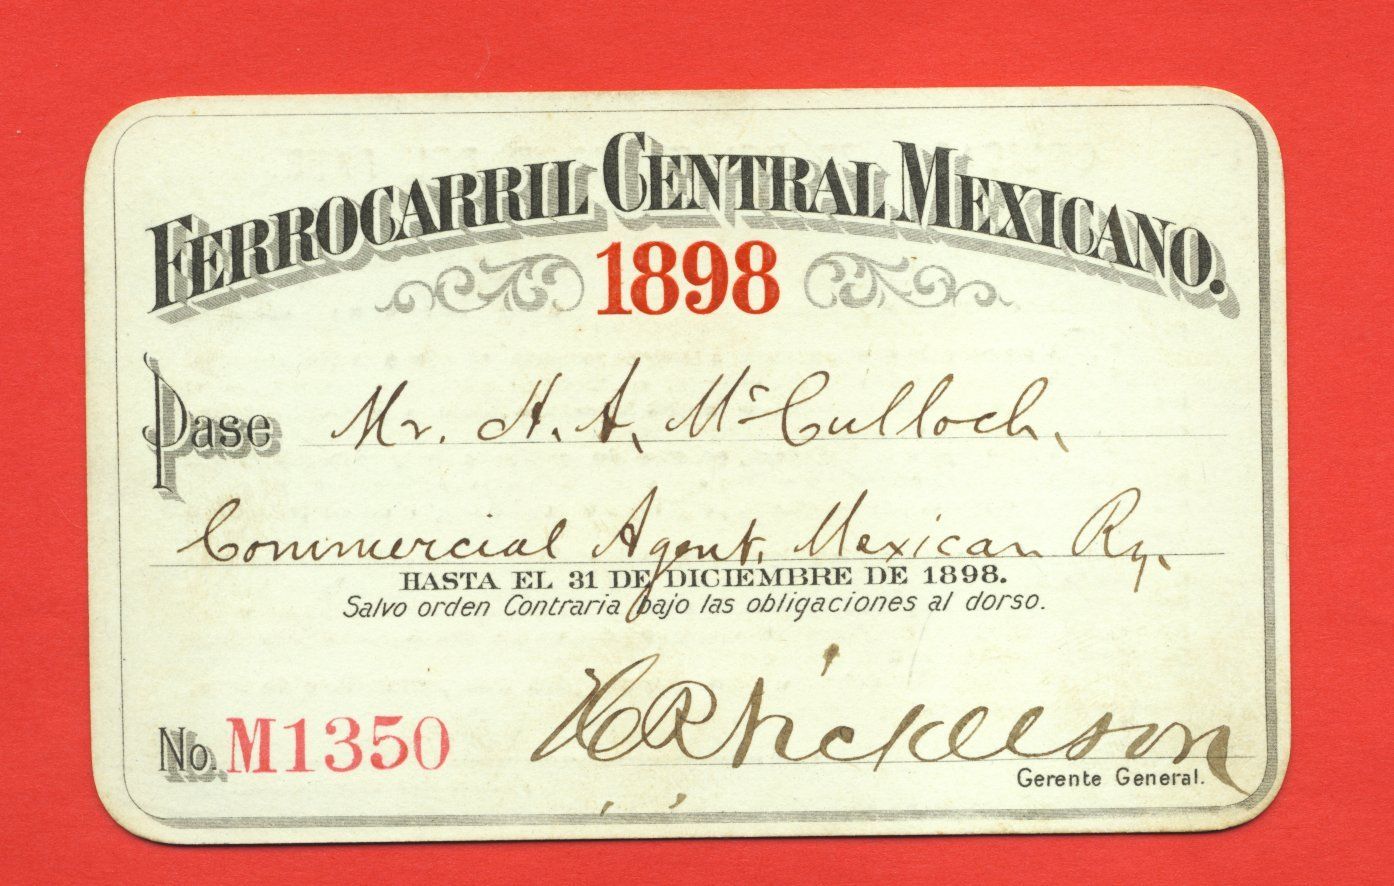 FERROCARRIL CENTRAL MEXICANO.
1898
Pase Mr. H. A. McCulloch,
Commercial Agent, Mexican Ry.
HASTA EL 31 DE DICIEMBRE DE 1898.
Salvo orden Contraria bajo las obligaciones al dorso.
No. M1350
H R Nickerson
Gerente General.